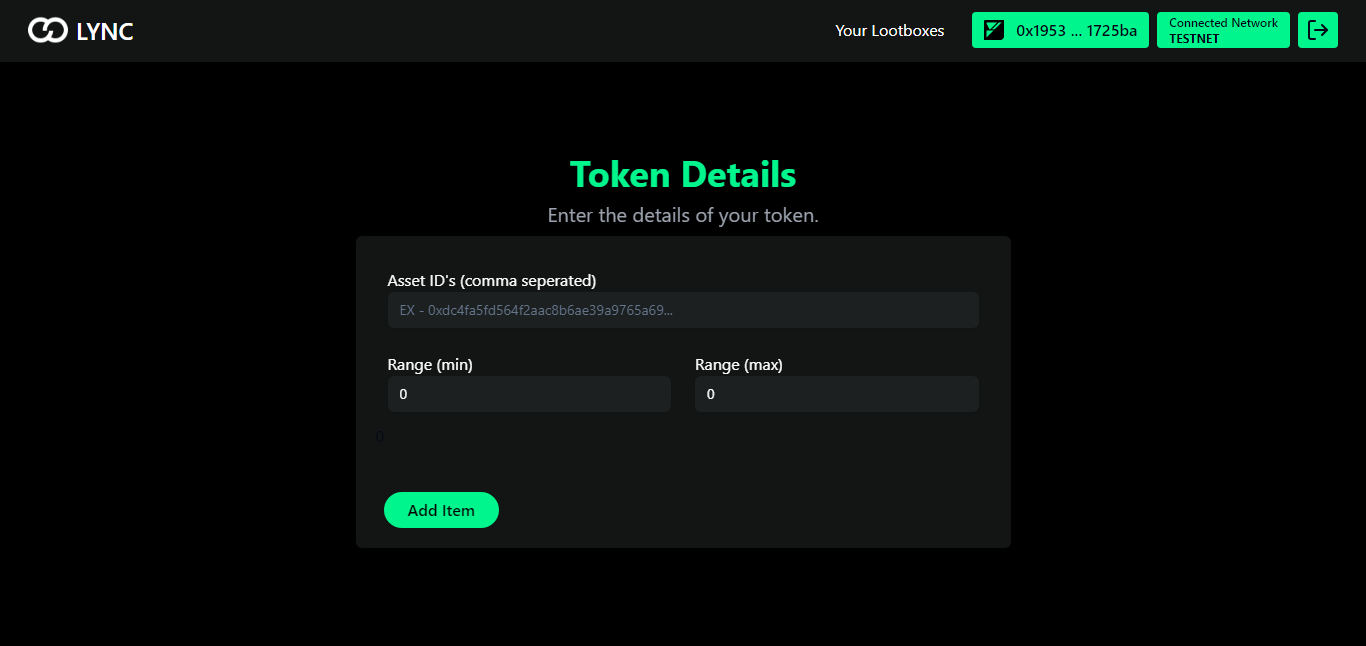 LYNC
Your Lootboxes
0x1953 ... 1725ba
Connected Network
TESTNET
Token Details
Enter the details of your token.
Asset ID's (comma seperated)
EX - 0xdc4fa5fd564f2aac8b6ae39a9765a69...
Range (min)
Range (max)
0
0
0
Add Item